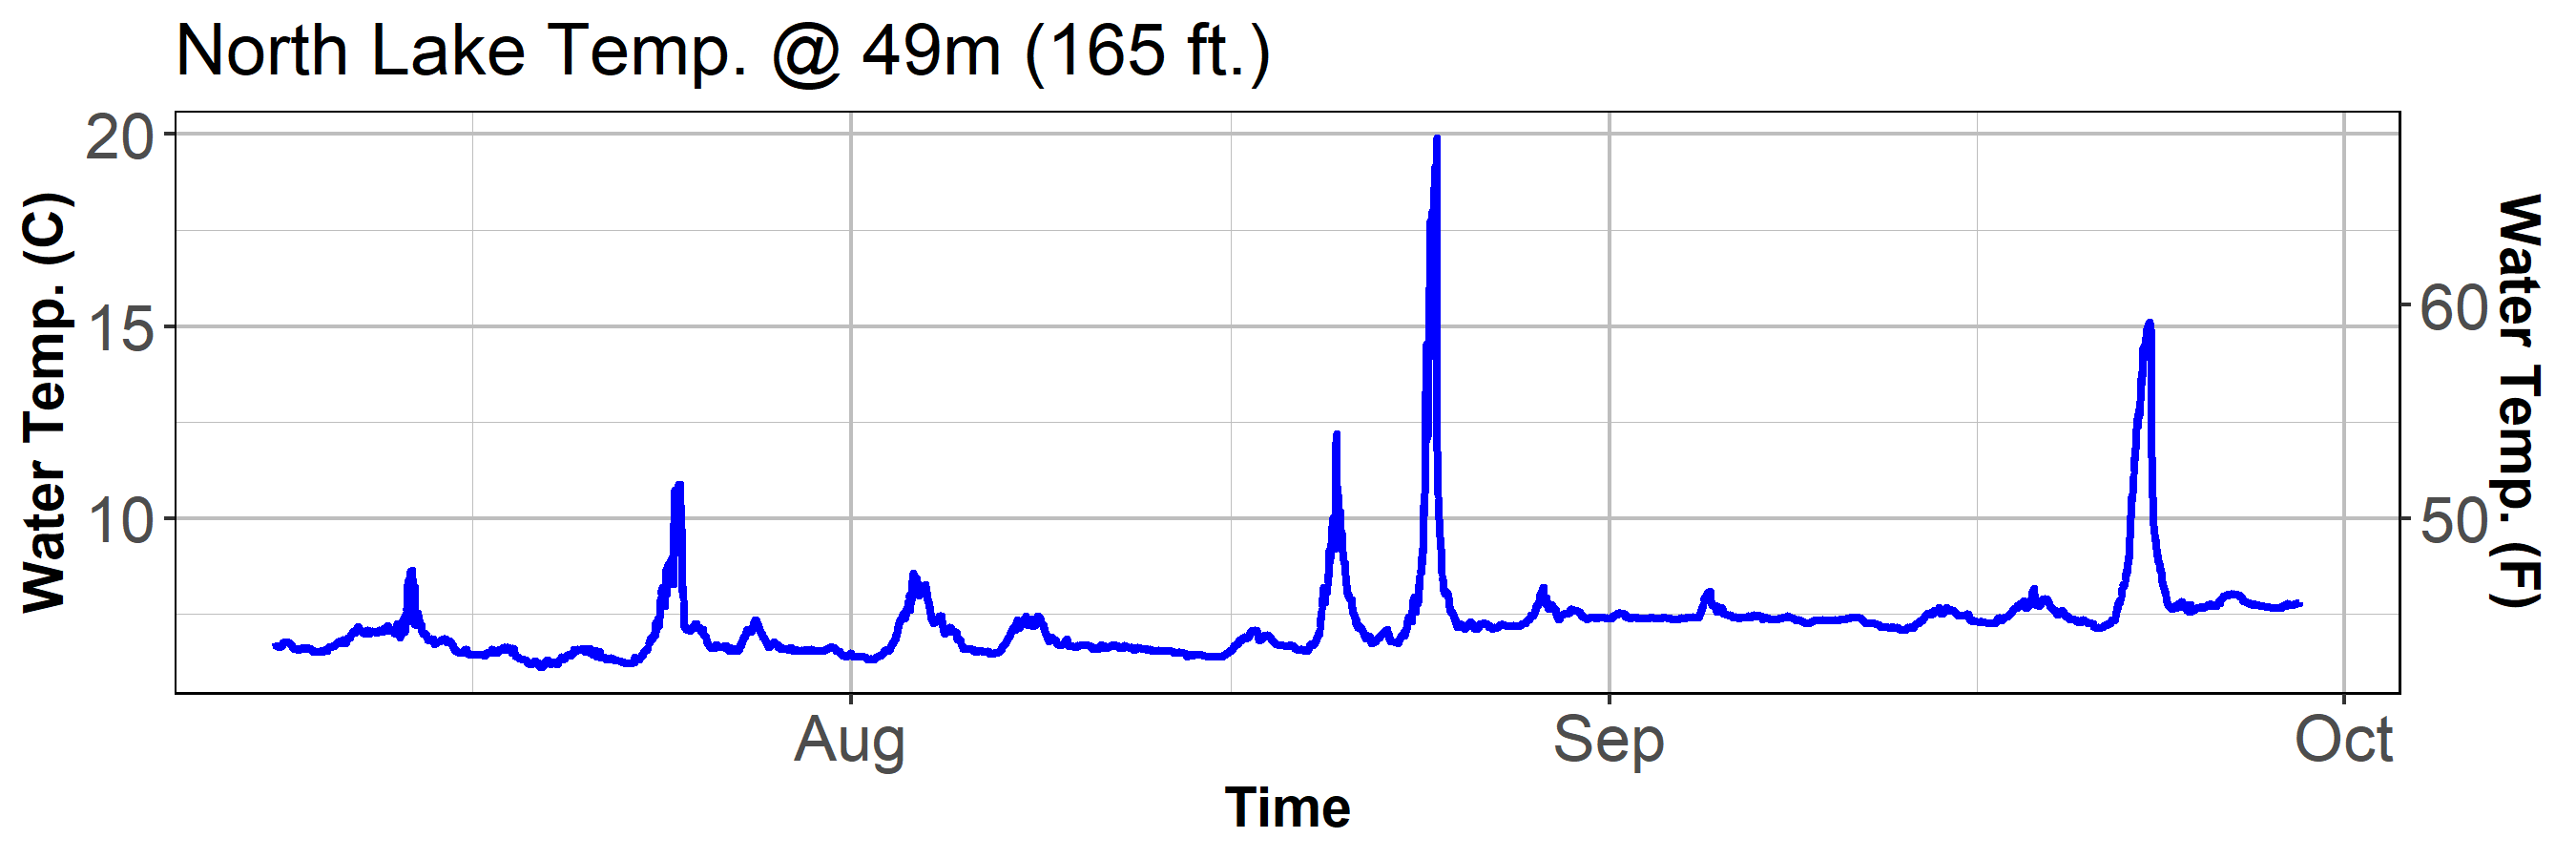 North Lake Temp. @ 49m (165 ft.)
Water Temp. (C)
20
15
10
60
50
Water Temp. (F)
Aug Sep Oct
Time